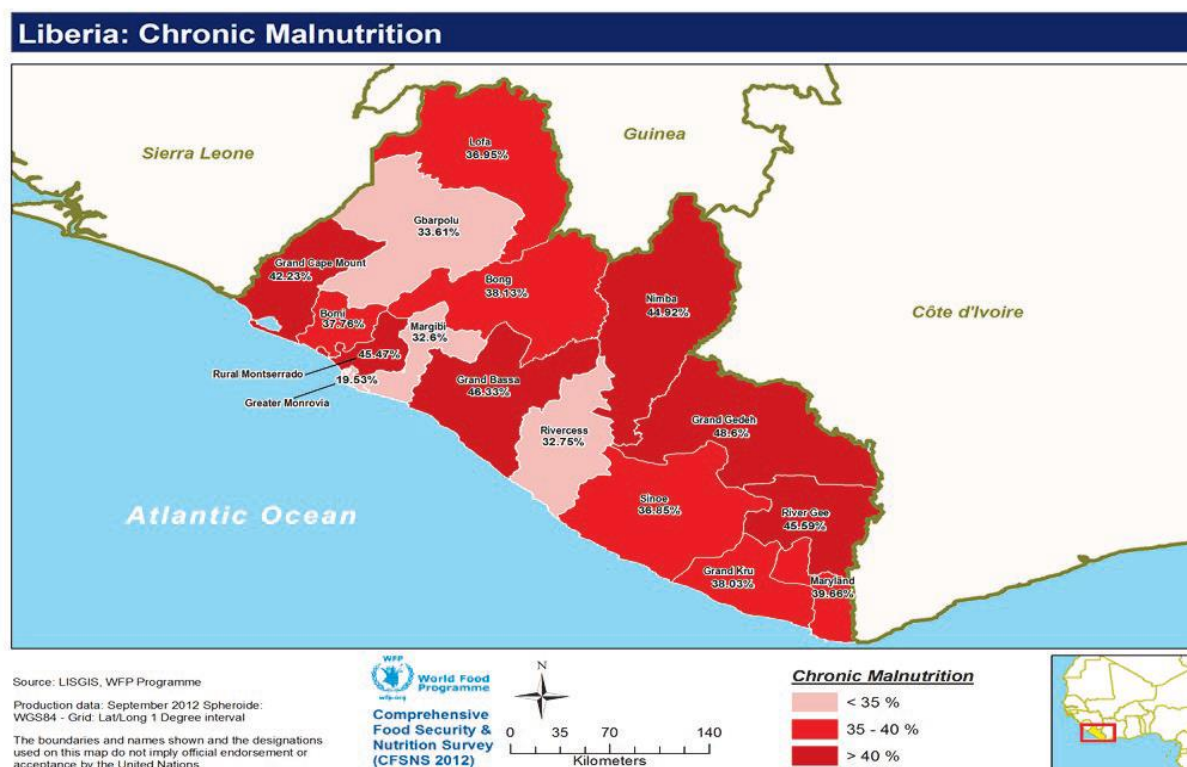 Liberia: Chronic Malnutrition
Sierra Leone
Guinea
Côte d'Ivoire
Atlantic Ocean
Lofa
36.95%
Gbarpolu
33.61%
Grand Cape Mount
42.23%
Bong
38.13%
Nimba
44.92%
Bomi
37.76%
Margibi
32.6%
45.47%
Rural Montserrado
19.53%
Greater Monrovia
Grand Bassa
46.33%
Rivercess
32.75%
Grand Gedeh
48.6%
Sinoe
36.85%
River Gee
45.59%
Grand Kru
38.03%
Maryland
39.66%
Source: LISGIS, WFP Programme
Production data: September 2012 Spheroide:
WGS84 - Grid: Lat/Long 1 Degree interval
The boundaries and names shown and the designations
used on this map do not imply official endorsement or
acceptance by the United Nations
WFP
wfp.org
World Food
Programme
Comprehensive
Food Security &
Nutrition Survey
(CFSNS 2012)
N
0 35 70 140
Kilometers
Chronic Malnutrition
< 35 %
35 - 40 %
> 40 %